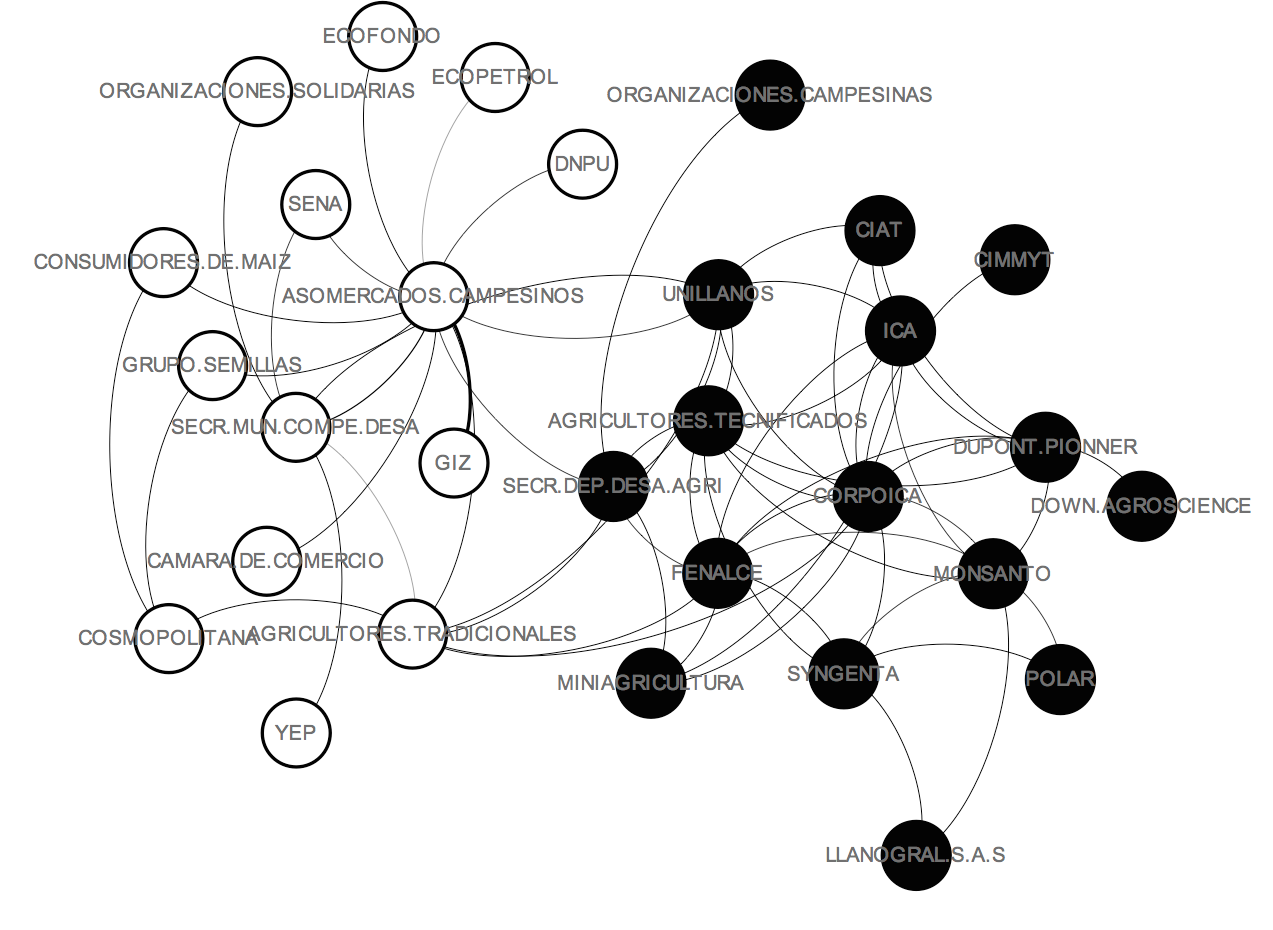 ECOFONDO
ECOPETROL
ORGANIZACIONES.SOLIDARIAS
ORGANIZACIONES.CAMPESINAS
DNPU
SENA
CIAT
CONSUMIDORES.DE.MAIZ
CIMMYT
ASOMERCADOS.CAMPESINOS
UNILLANOS
ICA
GRUPO.SEMILLAS
SECR.MUN.COMPE.DESA
AGRICULTORES.TECNIFICADOS
DUPONT.PIONNER
GIZ
SECR.DEP.DESA.AGRI
CORPOICA
DOWN.AGROSCIENCE
CAMARA.DE.COMERCIO
FENALCE
MONSANTO
COSMOPOLITANA
AGRICULTORES.TRADICIONALES
MINIAGRICULTURA
SYNGENTA
POLAR
YEP
LLANOGRAL.S.A.S